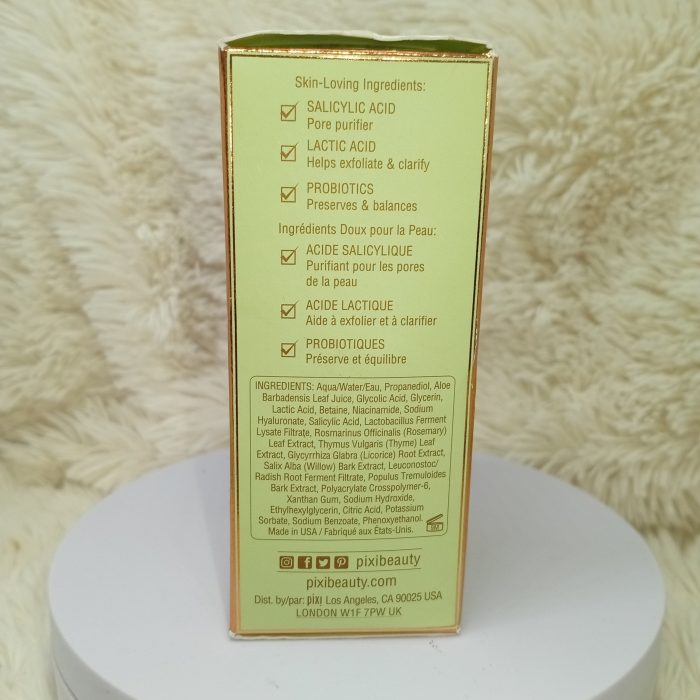 Skin-Loving Ingredients:
SALICYLIC ACID
Pore purifier
LACTIC ACID
Helps exfoliate & clarify
PROBIOTICS
Preserves & balances
Ingrédients Doux pour la Peau:
ACIDE SALICYLIQUE
Purifiant pour les pores
de la peau
ACIDE LACTIQUE
Aide à exfolier et à clarifier
PROBIOTIQUES
Préserve et équilibre
INGREDIENTS: Aqua/Water/Eau, Propanediol, Aloe
Barbadensis Leaf Juice, Glycolic Acid, Glycerin,
Lactic Acid, Betaine, Niacinamide, Sodium
Hyaluronate, Salicylic Acid, Lactobacillus Ferment
Lysate Filtrate, Rosmarinus Officinalis (Rosemary)
Leaf Extract, Thymus Vulgaris (Thyme) Leaf
Extract, Glycyrrhiza Glabra (Licorice) Root Extract,
Salix Alba (Willow) Bark Extract, Leuconostoc/
Radish Root Ferment Filtrate, Populus Tremuloides
Bark Extract, Polyacrylate Crosspolymer-6,
Xanthan Gum, Sodium Hydroxide,
Ethylhexylglycerin, Citric Acid, Potassium
Sorbate, Sodium Benzoate, Phenoxyethanol.
Made in USA / Fabriqué aux États-Unis.
pixibeauty
pixibeauty.com
Dist. by/par: pixi Los Angeles, CA 90025 USA
LONDON W1F 7PW UK